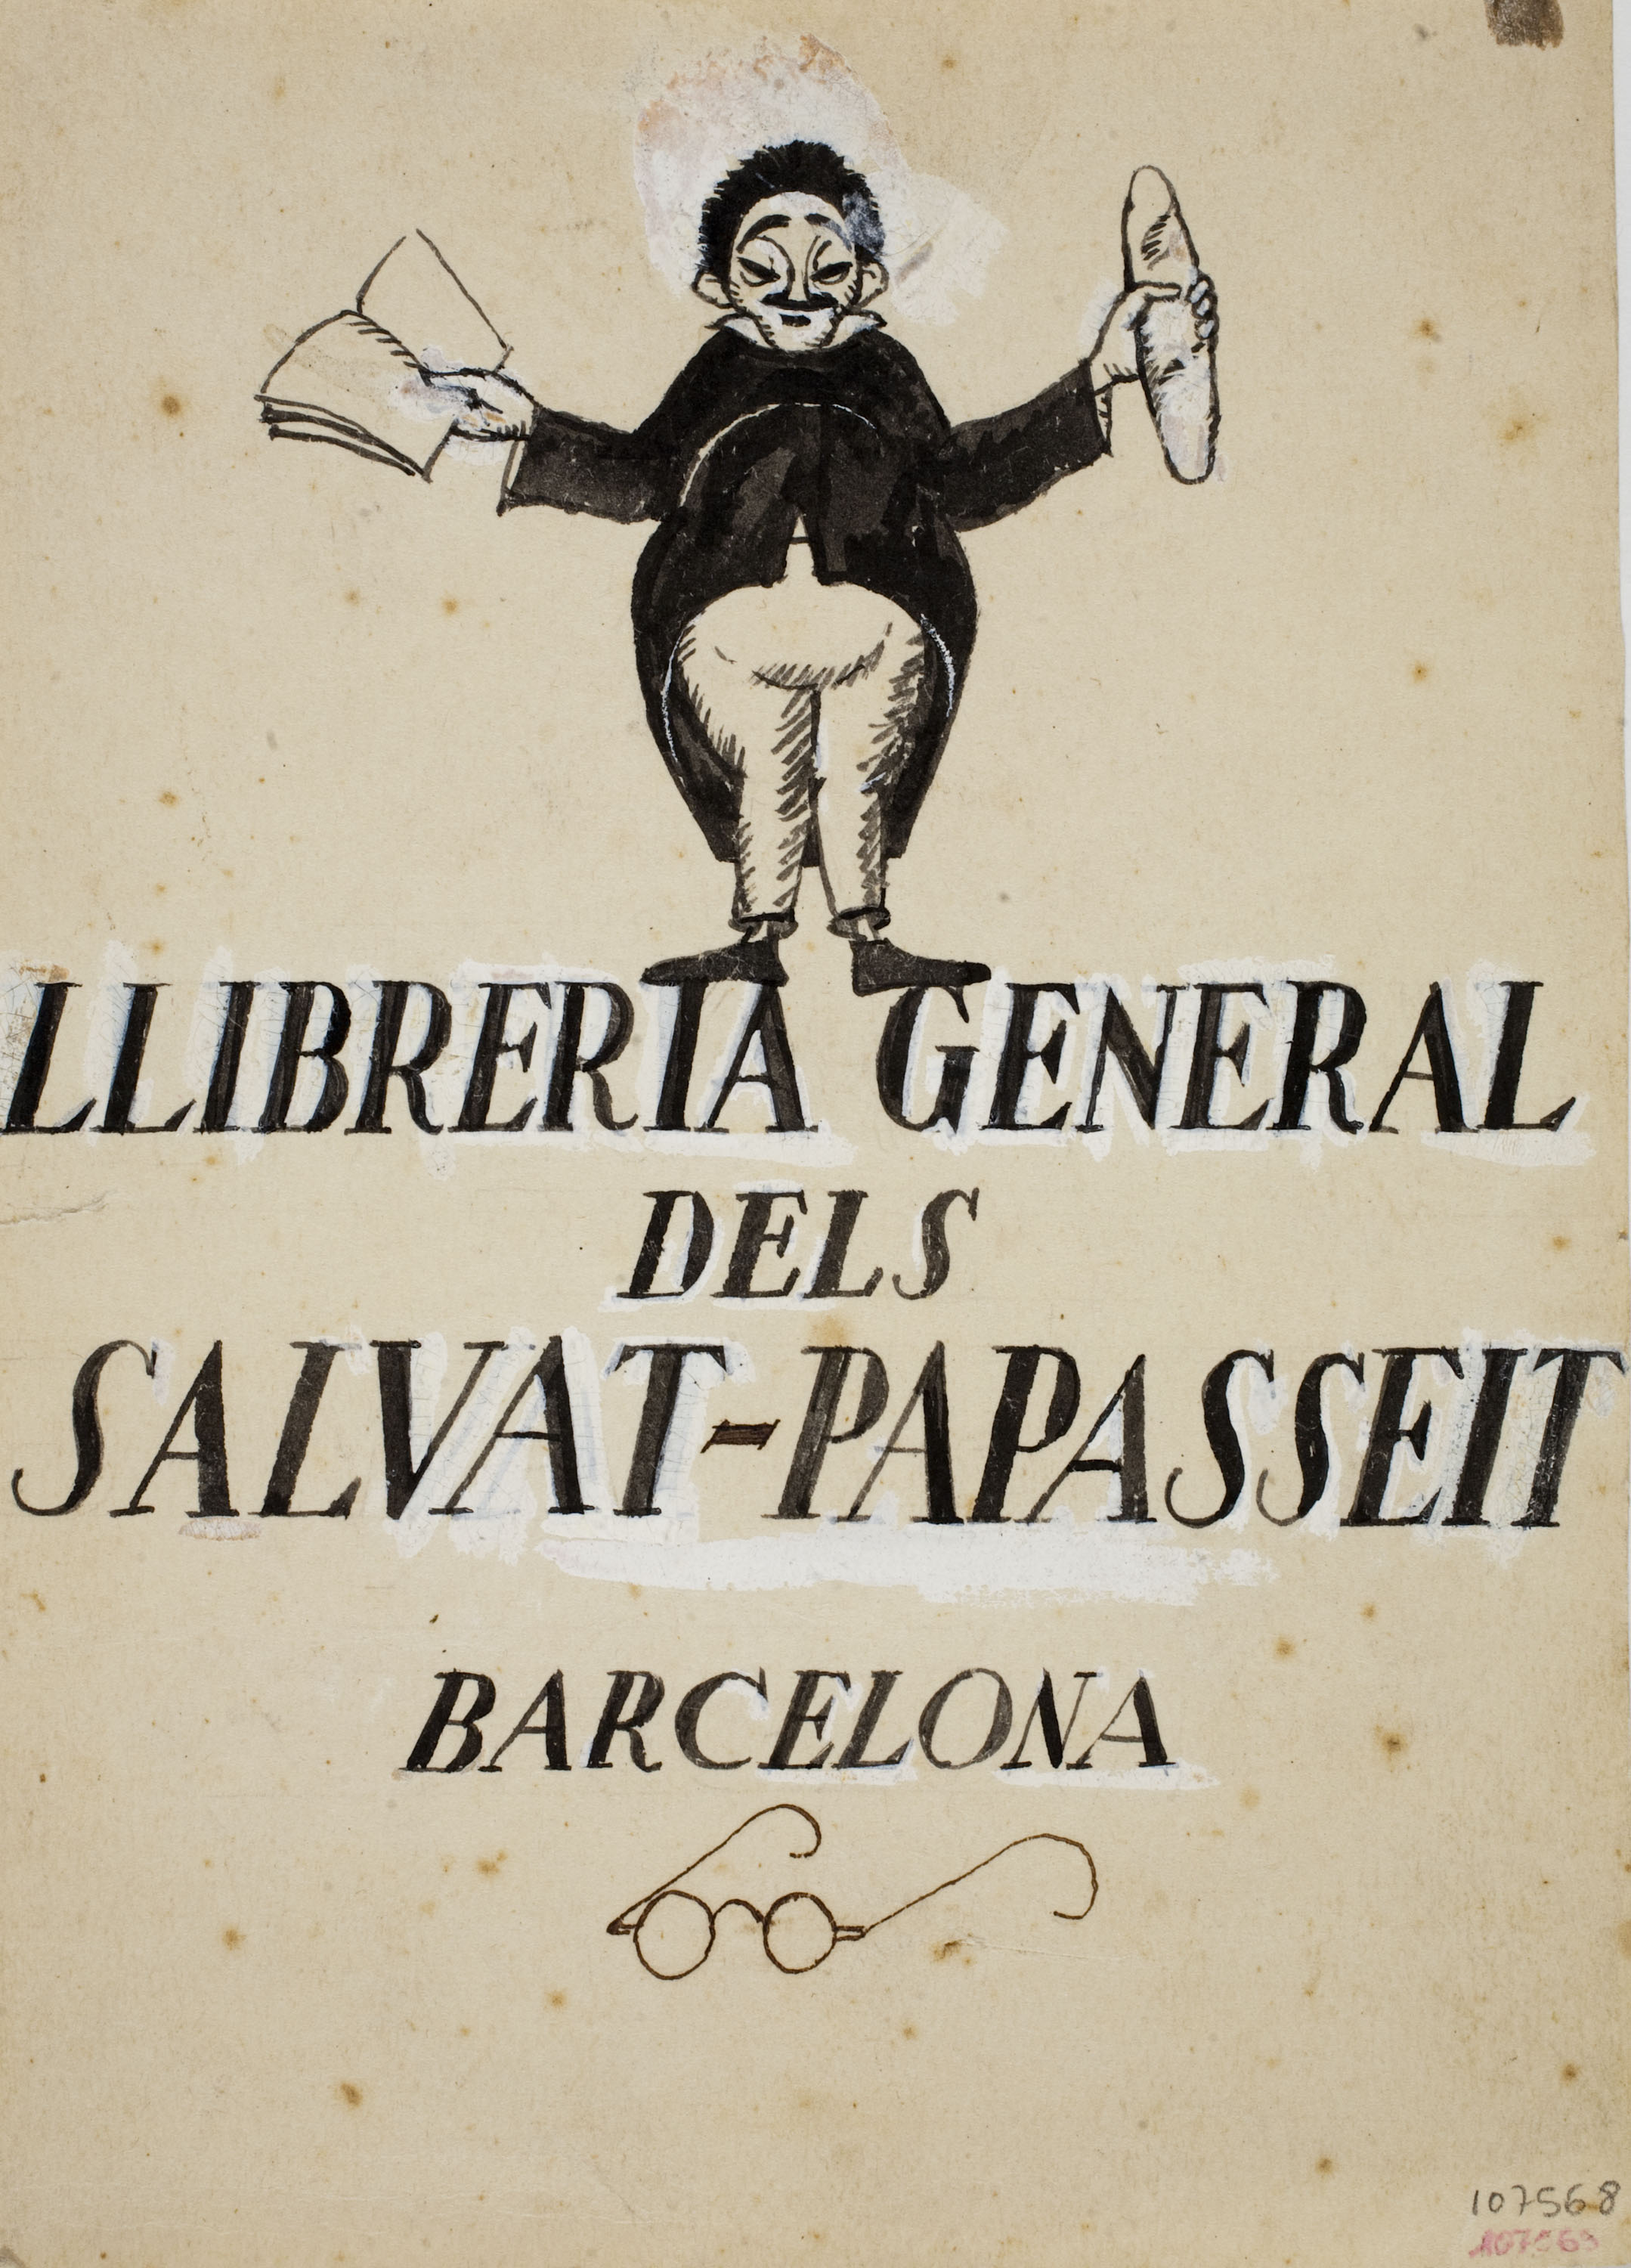 LLIBRERIA GENERAL
DELS
SALVAT-PAPASSEIT
BARCELONA
107568